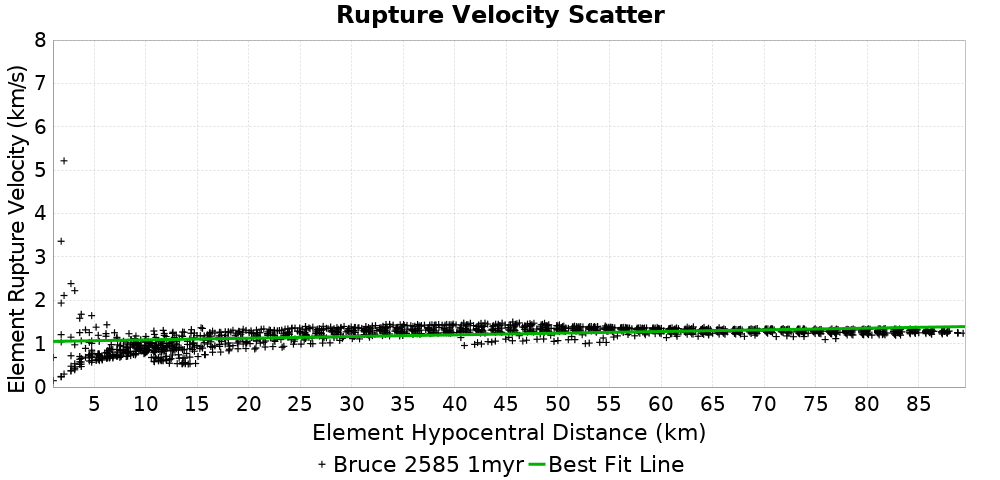 Rupture Velocity Scatter
Element Rupture Velocity (km/s)
8
7
6
5
4
3
2
1
0
5 10 15 20 25 30 35 40 45 50 55 60 65 70 75 80 85
Element Hypocentral Distance (km)
Bruce 2585 1myr Best Fit Line